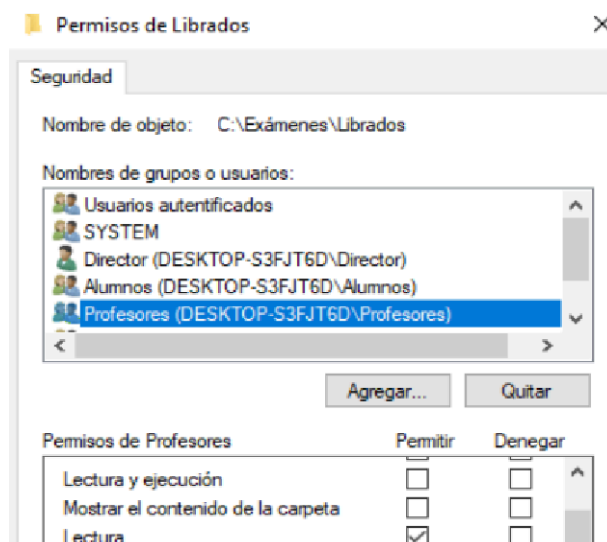 Permisos de Librados
Seguridad
Nombre de objeto: C:\Exámenes\Librados
Nombres de grupos o usuarios:
Usuarios autentificados
SYSTEM
Director (DESKTOP-S3FJT6D\Director)
Alumnos (DESKTOP-S3FJT6D\Alumnos)
Profesores (DESKTOP-S3FJT6D\Profesores)
Agregar... Quitar
Permisos de Profesores Permitir Denegar
Lectura y ejecución
Mostrar el contenido de la carpeta
Lectura